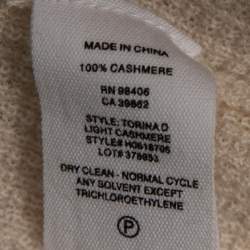 MADE IN CHINA
100% CASHMERE
RN 98406
CA 39862
STYLE: TORINA D
LIGHT CASHMERE
STYLE# H0618706
LOT# 379853
DRY CLEAN - NORMAL CYCLE
ANY SOLVENT EXCEPT
TRICHLOROETHYLENE
P